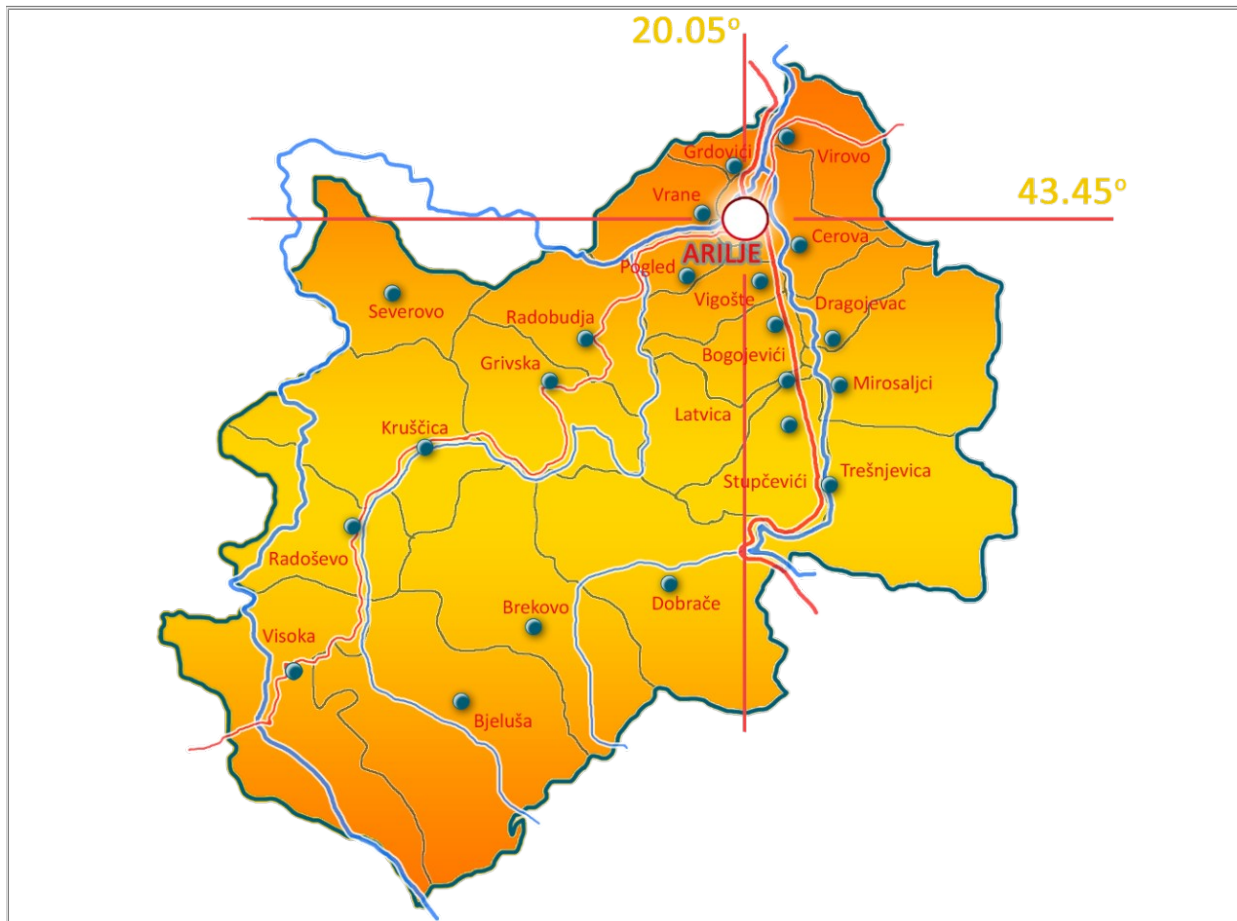 20.05°
Grdovići
Virovo
Vrane
43.45°
Cerova
ARILJE
Pogled
Vigošte
Severovo
Dragojevac
Radobudja
Bogojevići
Grivska
Mirosaljci
Latvica
Kruščica
Trešnjevica
Stupčevići
Radoševo
Dobrače
Brekovo
Visoka
Bjeluša